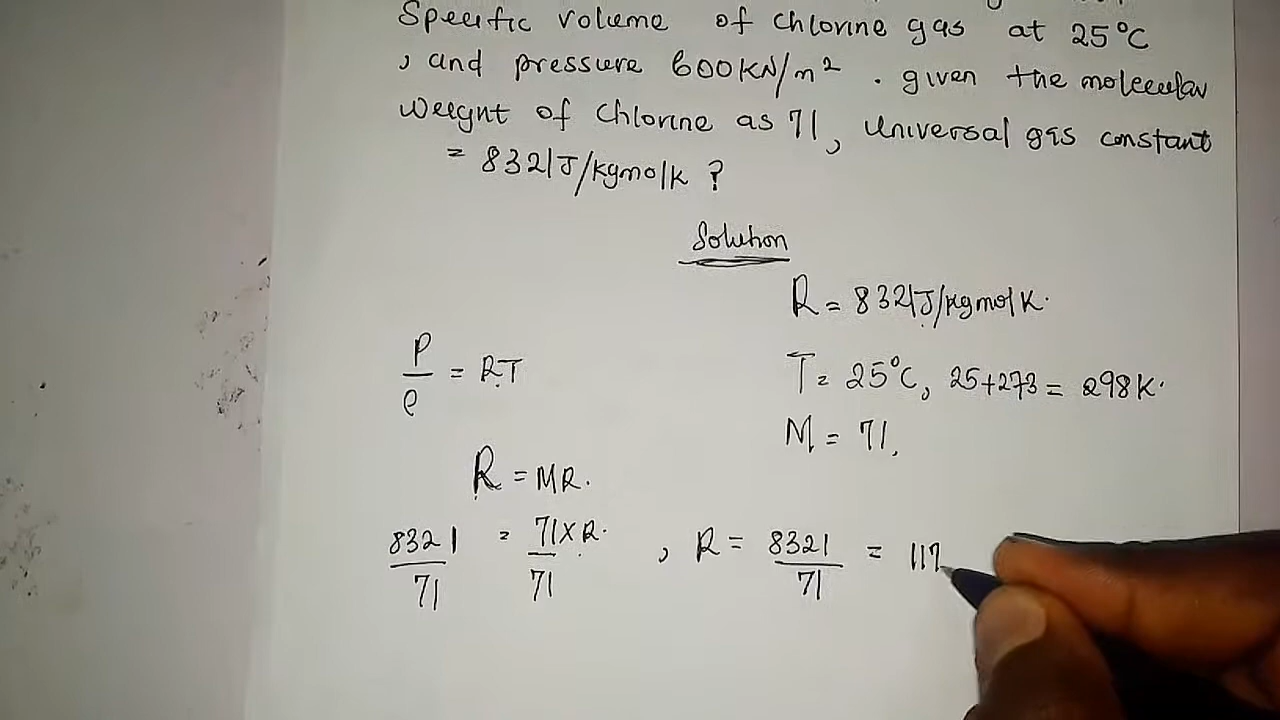 Specific volume of chlorine gas at 25°C
, and pressure 600KN/m². given the molecular
weight of chlorine as 71, universal gas constant
= 8321J/kgmolk ?
Solution
R = 8321J/kgmolK.
P/ρ = RT
T = 25°C, 25+273 = 298K.
M = 71,
R = MR.
8321/71 = 71xR./71 , R = 8321/71 = 117